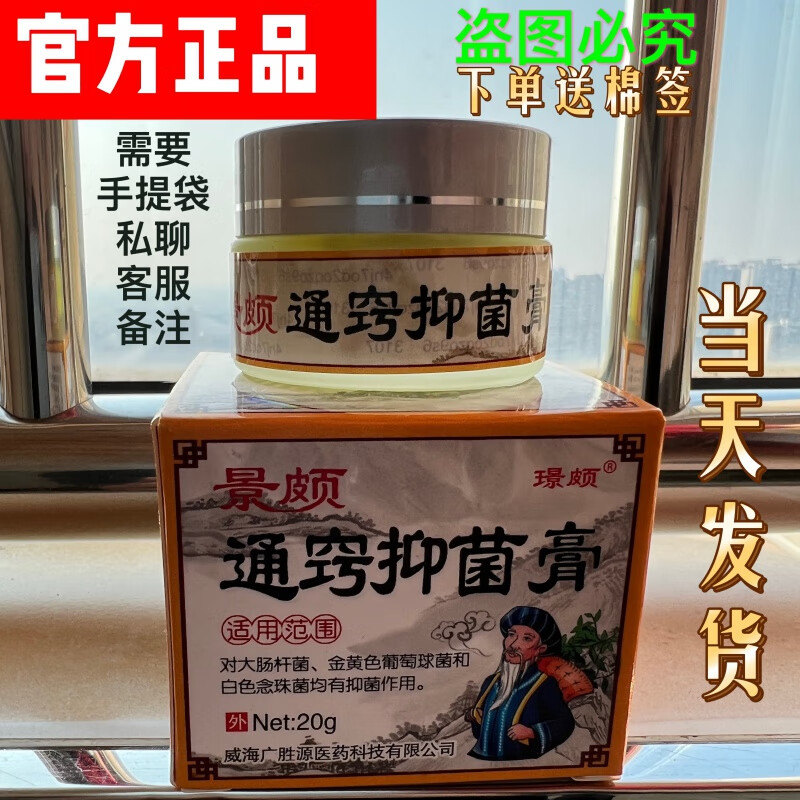 官方正品
盗图必究
下单送棉签
需要
手提袋
私聊
客服
备注
当天发货
颇 通窍抑菌膏
3107
景颇
璟颇®
通窍抑菌膏
适用范围
对大肠杆菌、金黄色葡萄球菌和
白色念珠菌均有抑菌作用。
外 Net:20g
威海广胜源医药科技有限公司